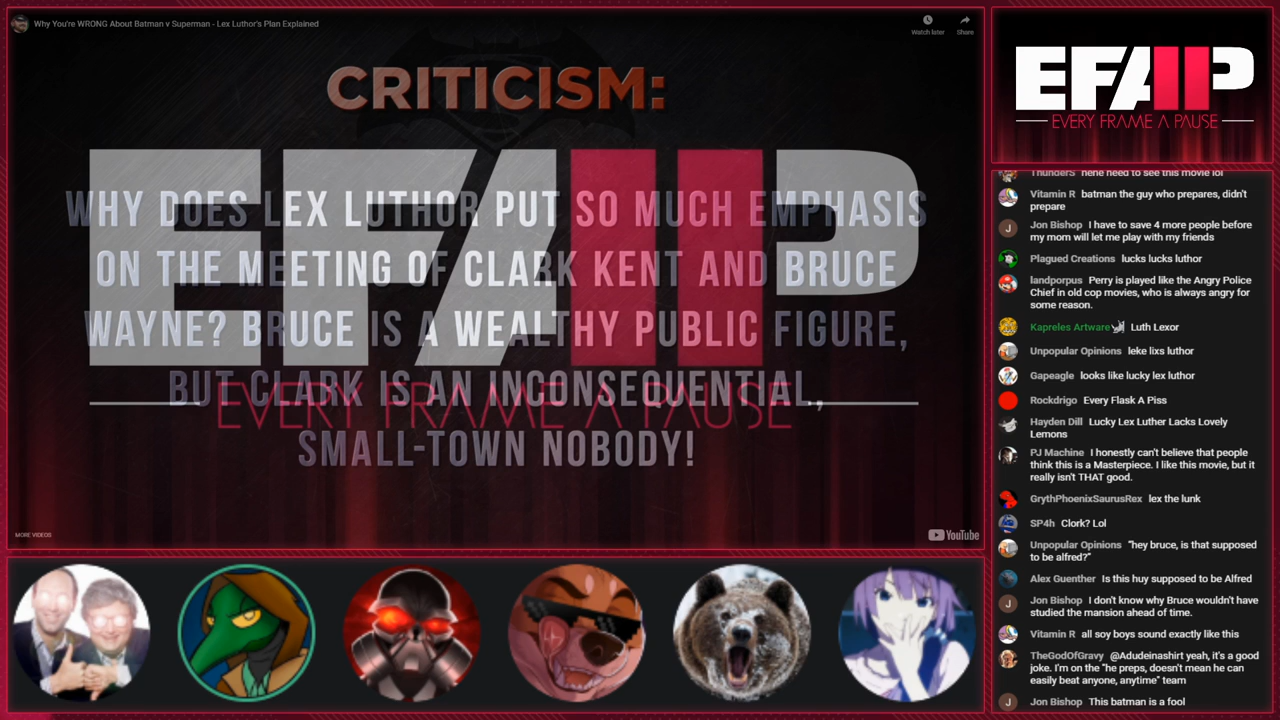 Why You're WRONG About Batman v Superman - Lex Luthor's Plan Explained
Watch later
Share
CRITICISM:
EFAP
WHY DOES LEX LUTHOR PUT SO MUCH EMPHASIS
ON THE MEETING OF CLARK KENT AND BRUCE
WAYNE? BRUCE IS A WEALTHY PUBLIC FIGURE,
BUT CLARK IS AN INCONSEQUENTIAL,
EVERY FRAME A PAUSE
SMALL-TOWN NOBODY!
MORE VIDEOS
YouTube
EFAP
EVERY FRAME A PAUSE
ThunderS hehe need to see this movie lol
Vitamin R batman the guy who prepares, didn't
prepare
Jon Bishop I have to save 4 more people before
my mom will let me play with my friends
Plagued Creations lucks lucks luthor
landporpus Perry is played like the Angry Police
Chief in old cop movies, who is always angry for
some reason.
Kapreles Artware Luth Lexor
Unpopular Opinions leke lixs luthor
Gapeagle looks like lucky lex luthor
Rockdrigo Every Flask A Piss
Hayden Dill Lucky Lex Luther Lacks Lovely
Lemons
PJ Machine I honestly can't believe that people
think this is a Masterpiece. I like this movie, but it
really isn't THAT good.
GrythPhoenixSaurusRex lex the lunk
SP4h Clork? Lol
Unpopular Opinions "hey bruce, is that supposed
to be alfred?"
Alex Guenther Is this huy supposed to be Alfred
Jon Bishop I don't know why Bruce wouldn't have
studied the mansion ahead of time.
Vitamin R all soy boys sound exactly like this
TheGodOfGravy @Adudeinashirt yeah, it's a good
joke. I'm on the "he preps, doesn't mean he can
easily beat anyone, anytime" team
Jon Bishop This batman is a fool